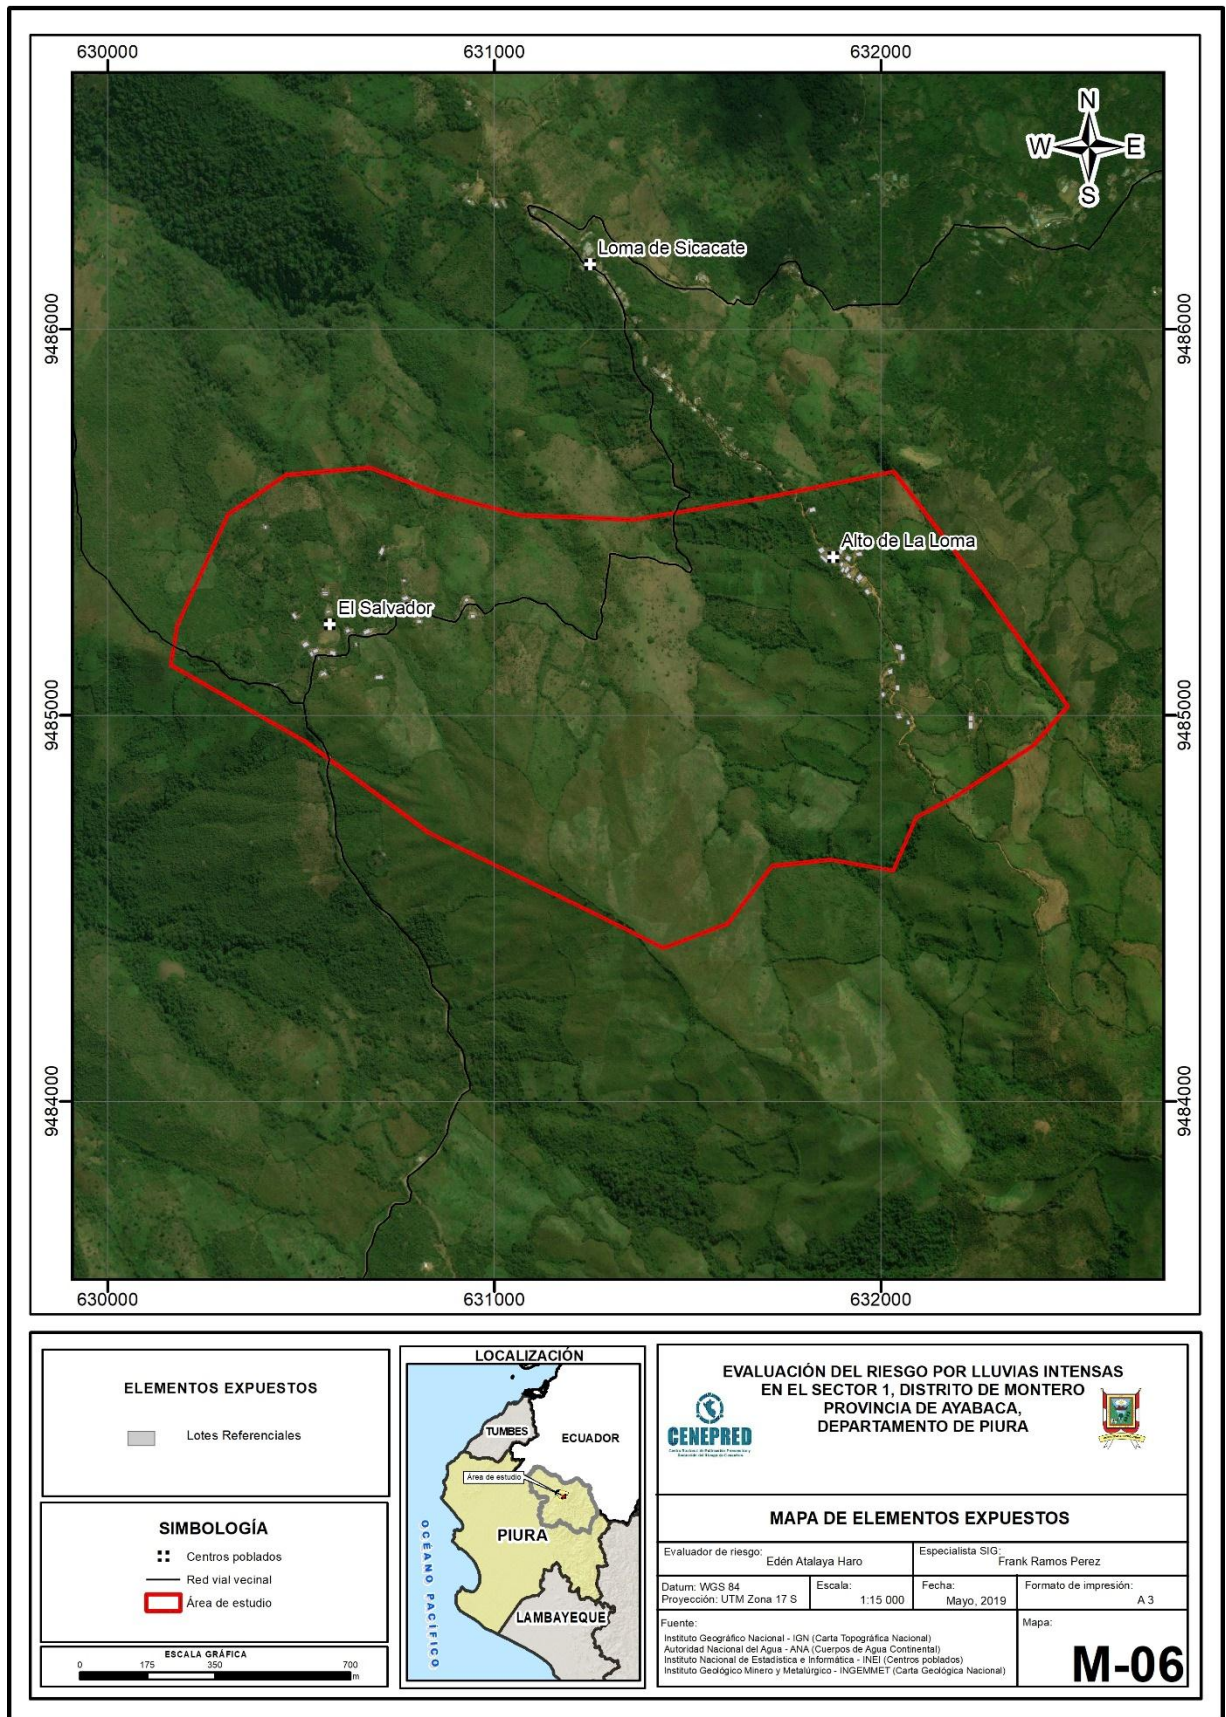 630000
631000
632000
N
W
E
S
Loma de Sicacate
9486000
9486000
Alto de La Loma
El Salvador
9485000
9485000
9484000
9484000
630000
631000
632000
ELEMENTOS EXPUESTOS
Lotes Referenciales
SIMBOLOGÍA
Centros poblados
Red vial vecinal
Área de estudio
ESCALA GRÁFICA
0 175 350 700
m
LOCALIZACIÓN
TUMBES
ECUADOR
Área de estudio
PIURA
OCÉANO PACÍFICO
LAMBAYEQUE
EVALUACIÓN DEL RIESGO POR LLUVIAS INTENSAS
EN EL SECTOR 1, DISTRITO DE MONTERO
PROVINCIA DE AYABACA,
DEPARTAMENTO DE PIURA
CENEPRED
MAPA DE ELEMENTOS EXPUESTOS
Evaluador de riesgo:
Edén Atalaya Haro
Especialista SIG:
Frank Ramos Perez
Datum: WGS 84
Proyección: UTM Zona 17 S
Escala:
1:15 000
Fecha:
Mayo, 2019
Formato de impresión:
A 3
Fuente:
Instituto Geográfico Nacional - IGN (Carta Topográfica Nacional)
Autoridad Nacional del Agua - ANA (Cuerpos de Agua Continental)
Instituto Nacional de Estadística e Informática - INEI (Centros poblados)
Instituto Geológico Minero y Metalúrgico - INGEMMET (Carta Geológica Nacional)
Mapa:
M-06